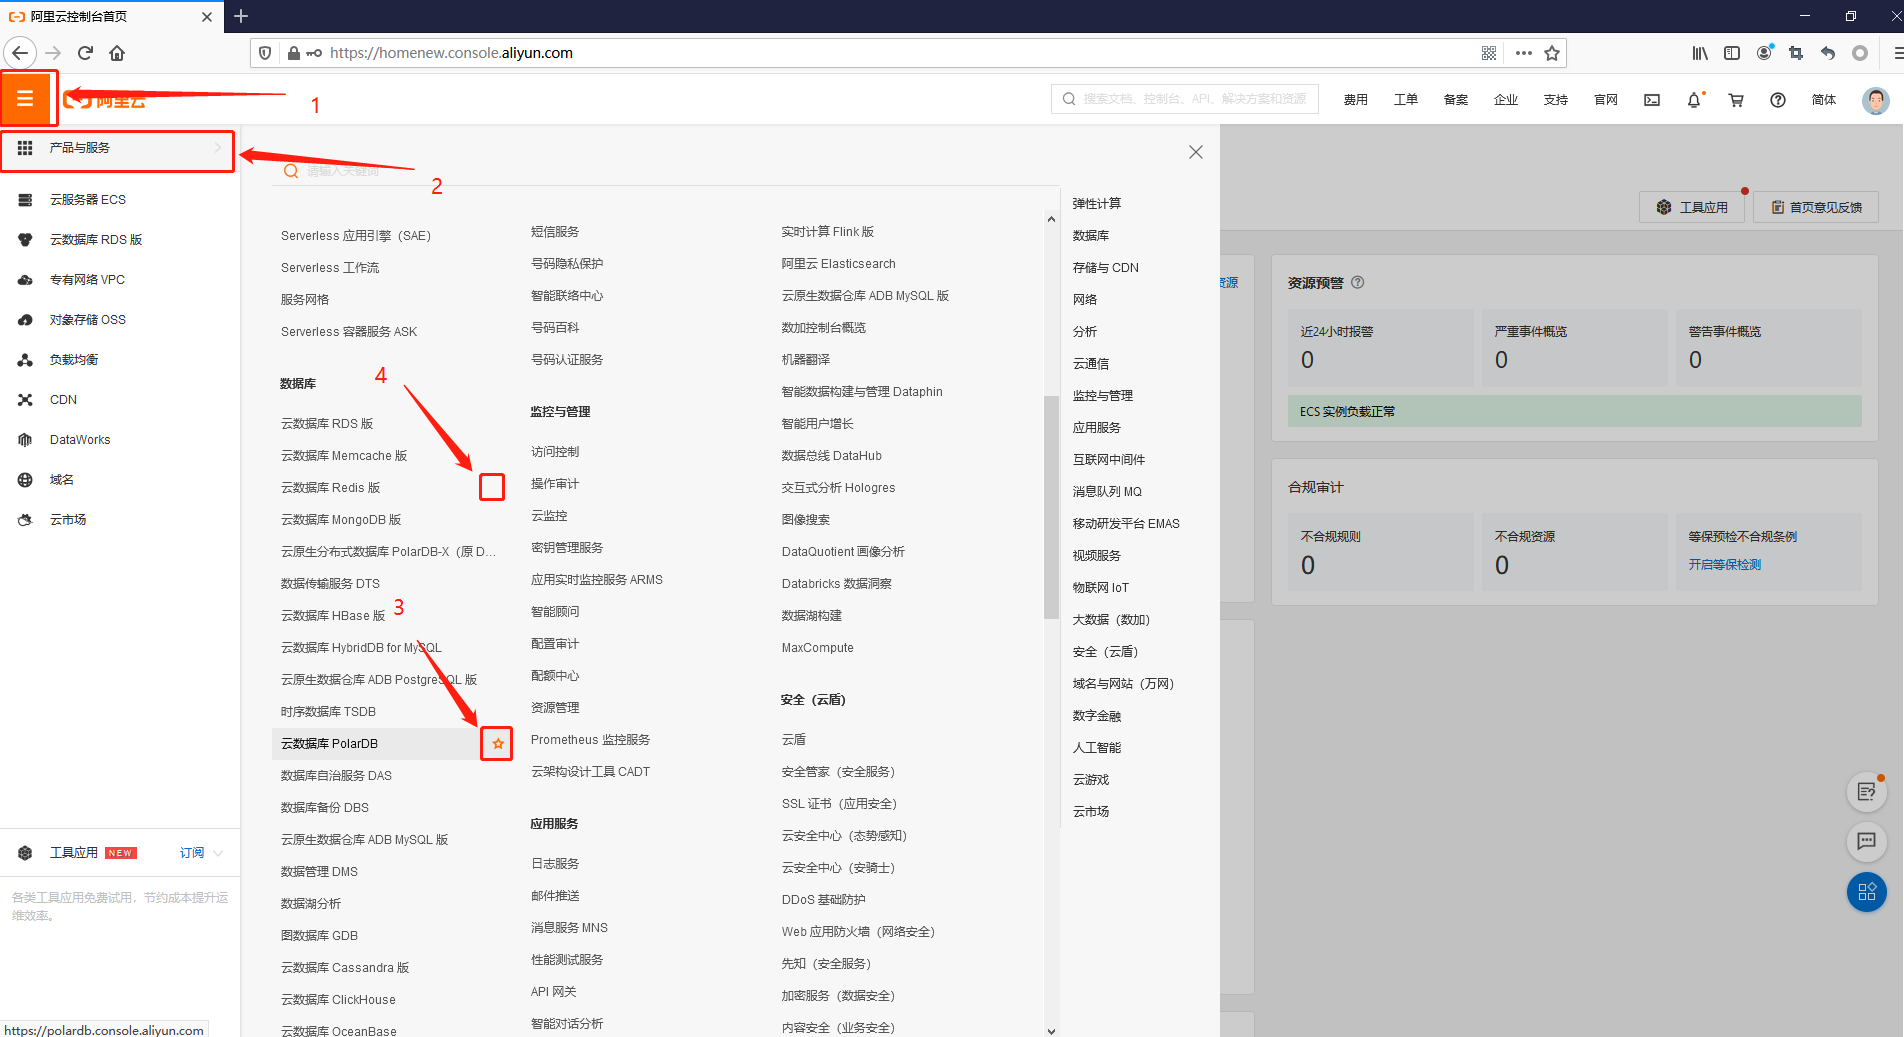 阿里云控制台首页
https://homenew.console.aliyun.com
阿里云
1
搜索文档、控制台、API、解决方案和资源
费用
工单
备案
企业
支持
官网
简体
产品与服务
2
请输入关键词
云服务器 ECS
云数据库 RDS 版
专有网络 VPC
对象存储 OSS
负载均衡
CDN
DataWorks
域名
云市场
工具应用 NEW 订阅
各类工具应用免费试用，节约成本提升运
维效率。
https://polardb.console.aliyun.com
Serverless 应用引擎（SAE）
Serverless 工作流
服务网格
Serverless 容器服务 ASK
数据库
4
云数据库 RDS 版
云数据库 Memcache 版
云数据库 Redis 版
云数据库 MongoDB 版
云原生分布式数据库 PolarDB-X（原 D...
数据传输服务 DTS
云数据库 HBase 版
3
云数据库 HybridDB for MySQL
云原生数据仓库 ADB PostgreSQL 版
时序数据库 TSDB
云数据库 PolarDB
数据库自治服务 DAS
数据库备份 DBS
云原生数据仓库 ADB MySQL 版
数据管理 DMS
数据湖分析
图数据库 GDB
云数据库 Cassandra 版
云数据库 ClickHouse
云数据库 OceanBase
短信服务
号码隐私保护
智能联络中心
号码百科
号码认证服务
监控与管理
访问控制
操作审计
云监控
密钥管理服务
应用实时监控服务 ARMS
智能顾问
配置审计
配额中心
资源管理
Prometheus 监控服务
云架构设计工具 CADT
应用服务
日志服务
邮件推送
消息服务 MNS
性能测试服务
API 网关
智能对话分析
实时计算 Flink 版
阿里云 Elasticsearch
云原生数据仓库 ADB MySQL 版
数加控制台概览
机器翻译
智能数据构建与管理 Dataphin
智能用户增长
数据总线 DataHub
交互式分析 Hologres
图像搜索
DataQuotient 画像分析
Databricks 数据洞察
数据湖构建
MaxCompute
安全（云盾）
云盾
安全管家（安全服务）
SSL 证书（应用安全）
云安全中心（态势感知）
云安全中心（安骑士）
DDoS 基础防护
Web 应用防火墙（网络安全）
先知（安全服务）
加密服务（数据安全）
内容安全（业务安全）
弹性计算
数据库
存储与 CDN
网络
分析
云通信
监控与管理
应用服务
互联网中间件
消息队列 MQ
移动研发平台 EMAS
视频服务
物联网 IoT
大数据（数加）
安全（云盾）
域名与网站（万网）
数字金融
人工智能
云游戏
云市场
工具应用
首页意见反馈
资源
资源预警
近24小时报警
0
严重事件概览
0
警告事件概览
0
ECS 实例负载正常
合规审计
不合规规则
0
不合规资源
0
等保预检不合规条例
开启等保检测